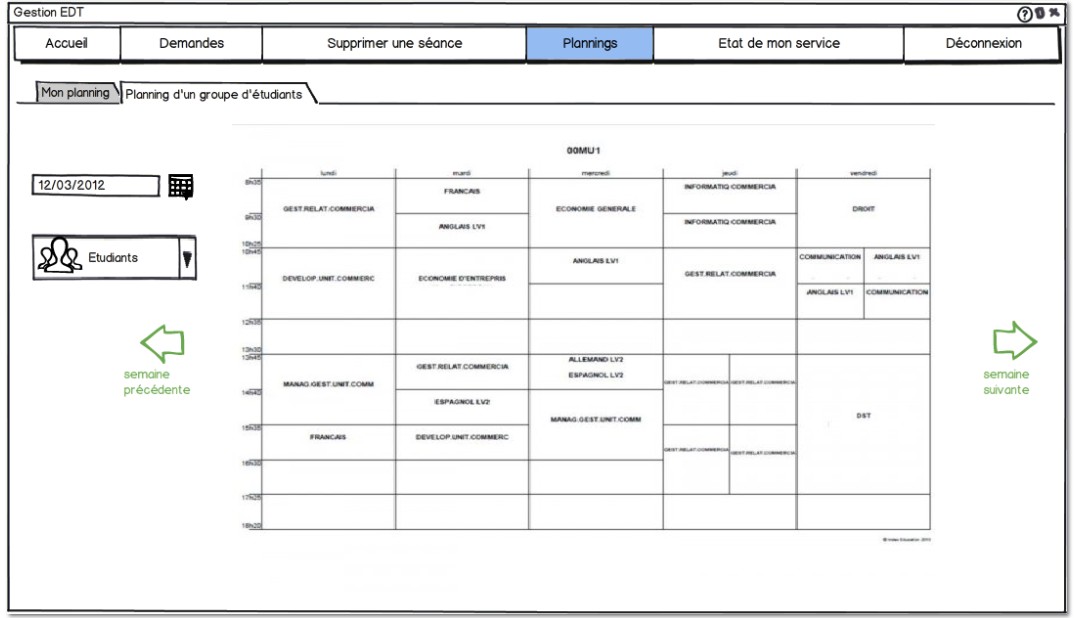 Gestion EDT
Accueil Demandes Supprimer une séance Plannings Etat de mon service Déconnexion
Mon planning Planning d'un groupe d'étudiants
00MU1
12/03/2012
Etudiants
semaine précédente
semaine suivante
lundi mardi mercredi jeudi vendredi
8h35
FRANCAIS INFORMATIQ COMMERCIA
GEST.RELAT.COMMERCIA ECONOMIE GENERALE DROIT
9h30
ANGLAIS LV1 INFORMATIQ COMMERCIA
10h25
10h45
COMMUNICATION ANGLAIS LV1
ANGLAIS LV1
DEVELOP.UNIT.COMMERC ECONOMIE D'ENTREPRIS GEST.RELAT.COMMERCIA
11h40
ANGLAIS LV1 COMMUNICATION
12h35
13h30
13h45
GEST.RELAT.COMMERCIA ALLEMAND LV2
ESPAGNOL LV2
MANAG.GEST.UNIT.COMM GEST.RELAT.COMMERCIA GEST.RELAT.COMMERCIA
14h40
ESPAGNOL LV2
MANAG.GEST.UNIT.COMM DST
15h35
FRANCAIS DEVELOP.UNIT.COMMERC GEST.RELAT.COMMERCIA GEST.RELAT.COMMERCIA
16h30
17h25
18h20